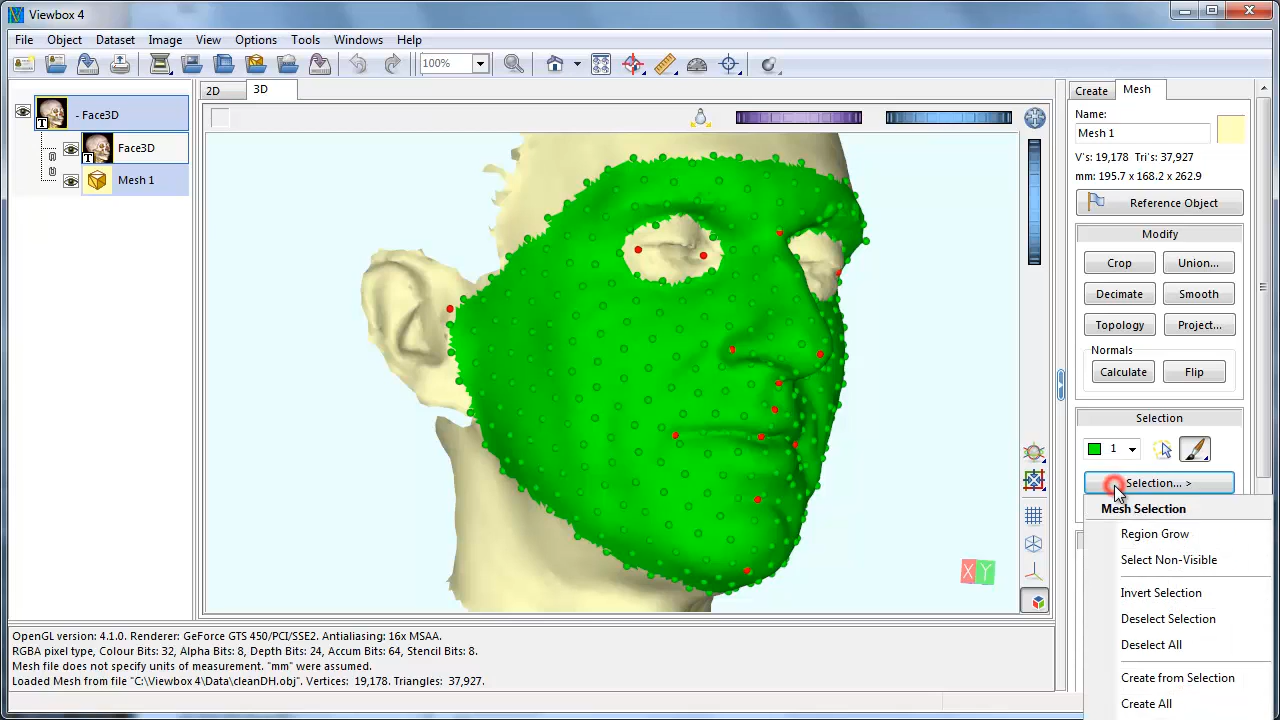 Viewbox 4
File Object Dataset Image View Options Tools Windows Help
100%
- Face3D
T
Face3D
T
Mesh 1
2D 3D
X Y
Create Mesh
Name:
Mesh 1
V's: 19,178 Tri's: 37,927
mm: 195.7 x 168.2 x 262.9
Reference Object
Modify
Crop Union...
Decimate Smooth
Topology Project...
Normals
Calculate Flip
Selection
1
Selection... >
Mesh Selection
Region Grow
Select Non-Visible
Invert Selection
Deselect Selection
Deselect All
Create from Selection
Create All
OpenGL version: 4.1.0. Renderer: GeForce GTS 450/PCI/SSE2. Antialiasing: 16x MSAA.
RGBA pixel type, Colour Bits: 32, Alpha Bits: 8, Depth Bits: 24, Accum Bits: 64, Stencil Bits: 8.
Mesh file does not specify units of measurement. "mm" were assumed.
Loaded Mesh from file "C:\Viewbox 4\Data\cleanDH.obj". Vertices: 19,178. Triangles: 37,927.